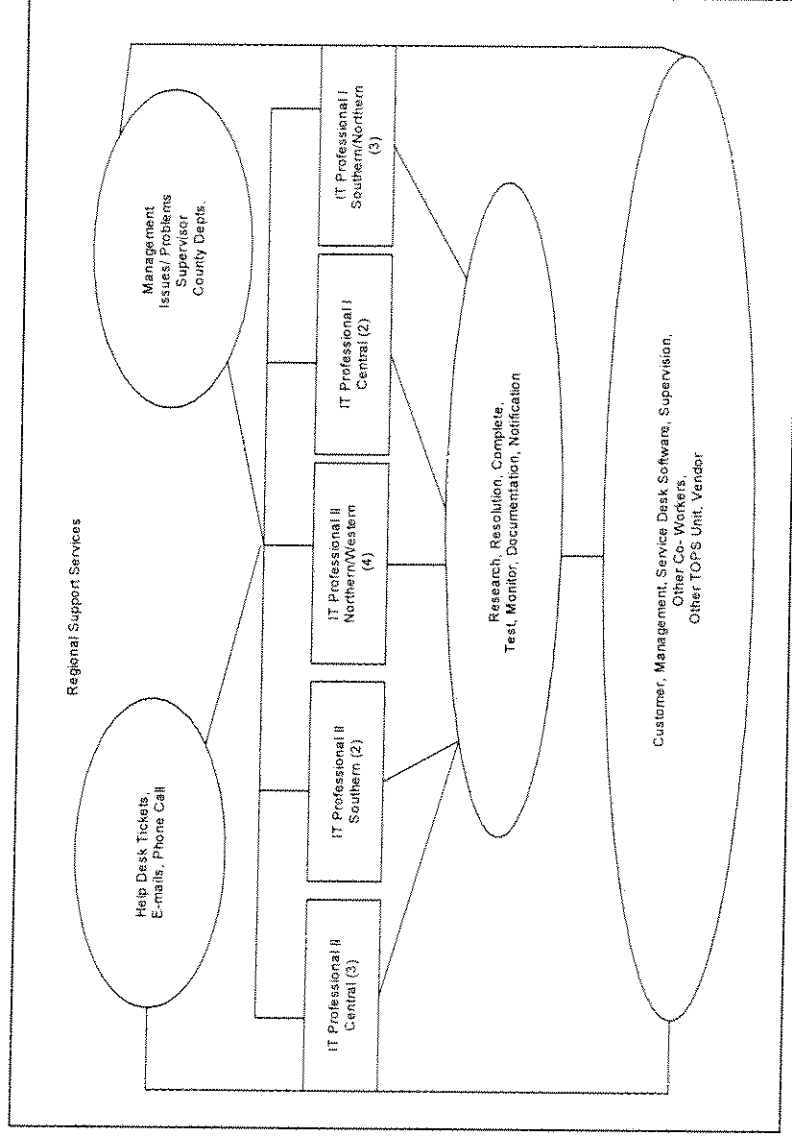 Regional Support Services
Help Desk Tickets,
E-mails, Phone Call
Management
Issues/ Problems
Supervisor
County Depts.
IT Professional II
Central (3)
IT Professional II
Southern (2)
IT Professional II
Northern/Western
(4)
IT Professional I
Central (2)
IT Professional I
Southern/Northern
(3)
Research, Resolution, Complete,
Test, Monitor, Documentation, Notification
Customer, Management, Service Desk Software, Supervision,
Other Co- Workers,
Other TOPS Unit, Vendor